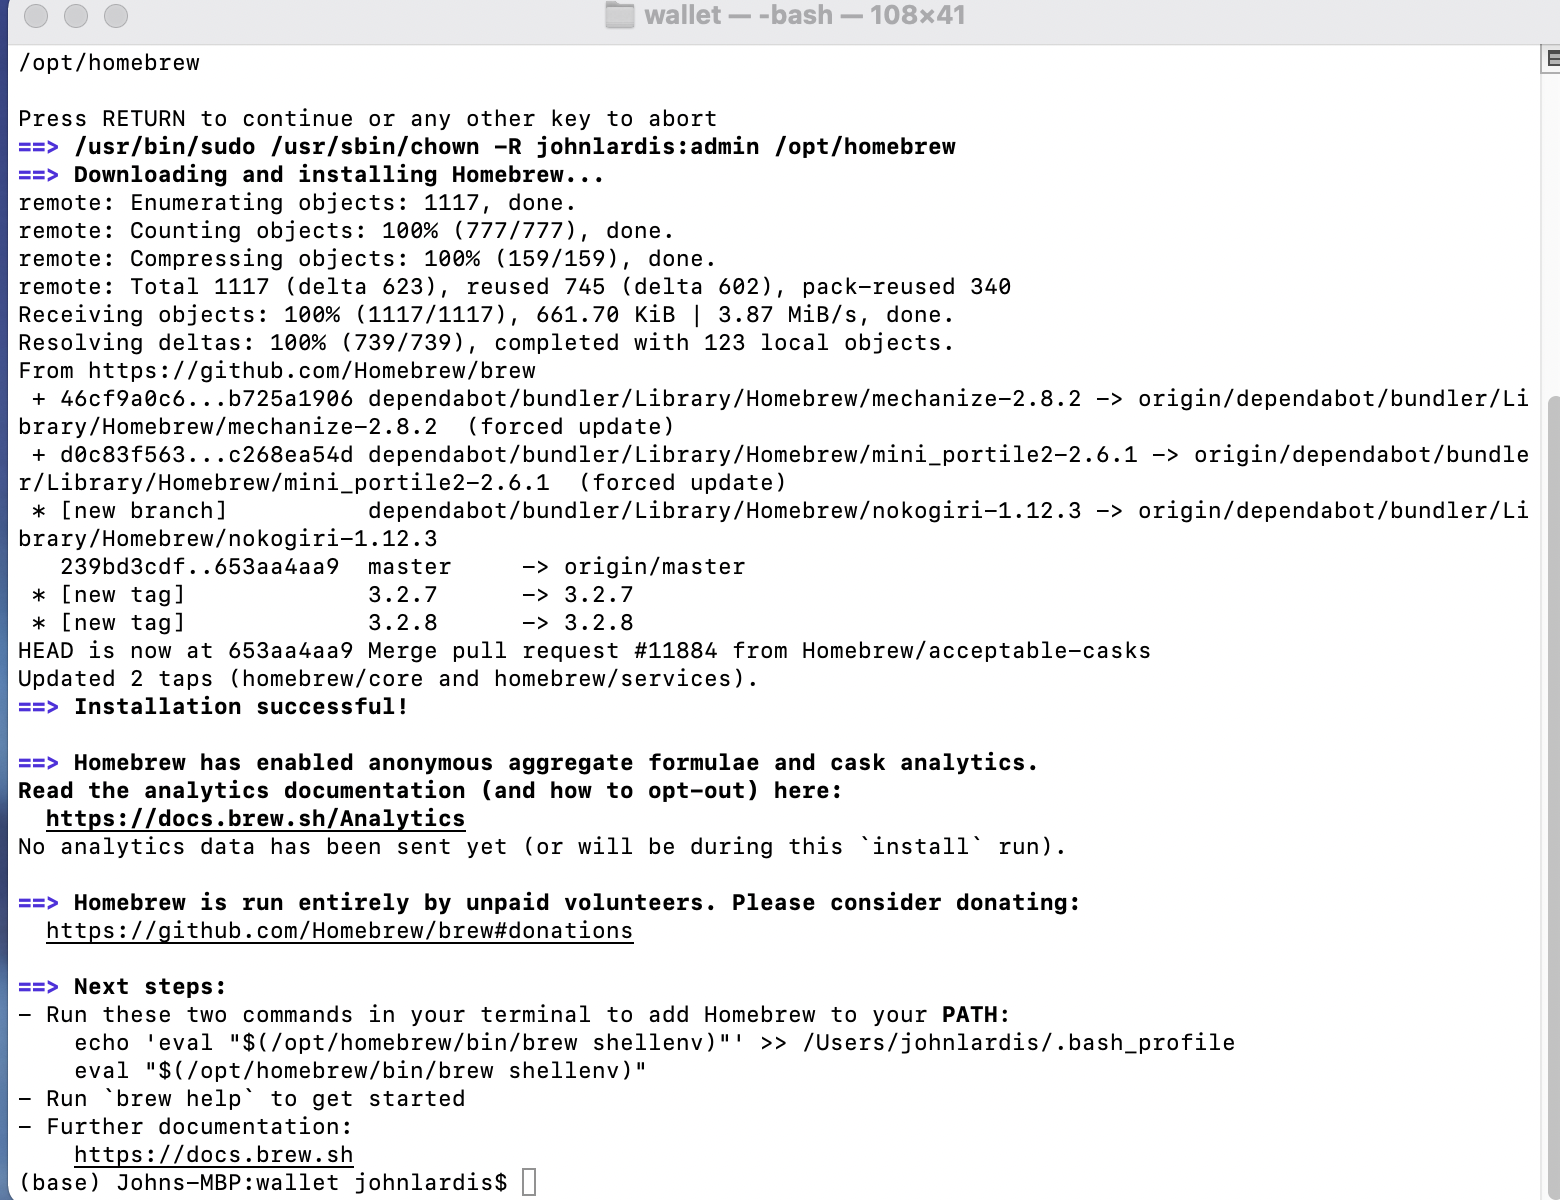 wallet — -bash — 108×41
/opt/homebrew
Press RETURN to continue or any other key to abort
==> /usr/bin/sudo /usr/sbin/chown -R johnlardis:admin /opt/homebrew
==> Downloading and installing Homebrew...
remote: Enumerating objects: 1117, done.
remote: Counting objects: 100% (777/777), done.
remote: Compressing objects: 100% (159/159), done.
remote: Total 1117 (delta 623), reused 745 (delta 602), pack-reused 340
Receiving objects: 100% (1117/1117), 661.70 KiB | 3.87 MiB/s, done.
Resolving deltas: 100% (739/739), completed with 123 local objects.
From https://github.com/Homebrew/brew
 + 46cf9a0c6...b725a1906 dependabot/bundler/Library/Homebrew/mechanize-2.8.2 -> origin/dependabot/bundler/Li
brary/Homebrew/mechanize-2.8.2  (forced update)
 + d0c83f563...c268ea54d dependabot/bundler/Library/Homebrew/mini_portile2-2.6.1 -> origin/dependabot/bundle
r/Library/Homebrew/mini_portile2-2.6.1  (forced update)
 * [new branch]          dependabot/bundler/Library/Homebrew/nokogiri-1.12.3 -> origin/dependabot/bundler/Li
brary/Homebrew/nokogiri-1.12.3
   239bd3cdf..653aa4aa9  master     -> origin/master
 * [new tag]             3.2.7      -> 3.2.7
 * [new tag]             3.2.8      -> 3.2.8
HEAD is now at 653aa4aa9 Merge pull request #11884 from Homebrew/acceptable-casks
Updated 2 taps (homebrew/core and homebrew/services).
==> Installation successful!
==> Homebrew has enabled anonymous aggregate formulae and cask analytics.
Read the analytics documentation (and how to opt-out) here:
  https://docs.brew.sh/Analytics
No analytics data has been sent yet (or will be during this `install` run).
==> Homebrew is run entirely by unpaid volunteers. Please consider donating:
  https://github.com/Homebrew/brew#donations
==> Next steps:
- Run these two commands in your terminal to add Homebrew to your PATH:
    echo 'eval "$(/opt/homebrew/bin/brew shellenv)"' >> /Users/johnlardis/.bash_profile
    eval "$(/opt/homebrew/bin/brew shellenv)"
- Run `brew help` to get started
- Further documentation:
    https://docs.brew.sh
(base) Johns-MBP:wallet johnlardis$